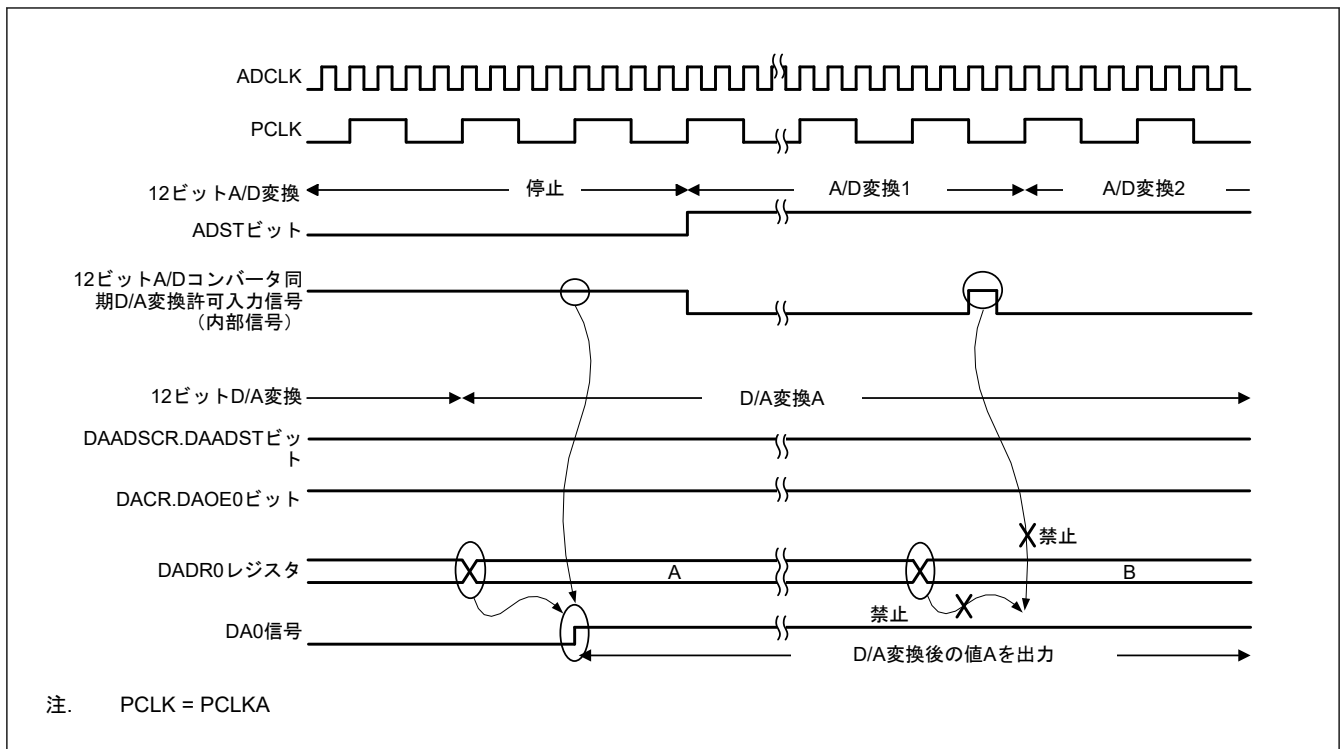 ADCLK
PCLK
12ビットA/D変換
停止
A/D変換1
A/D変換2
ADSTビット
12ビットA/Dコンバータ同
期D/A変換許可入力信号
（内部信号）
12ビットD/A変換
D/A変換A
DAADSCR.DAADSTビッ
ト
DACR.DAOE0ビット
禁止
DADR0レジスタ
A
B
禁止
DA0信号
D/A変換後の値Aを出力
注. PCLK = PCLKA